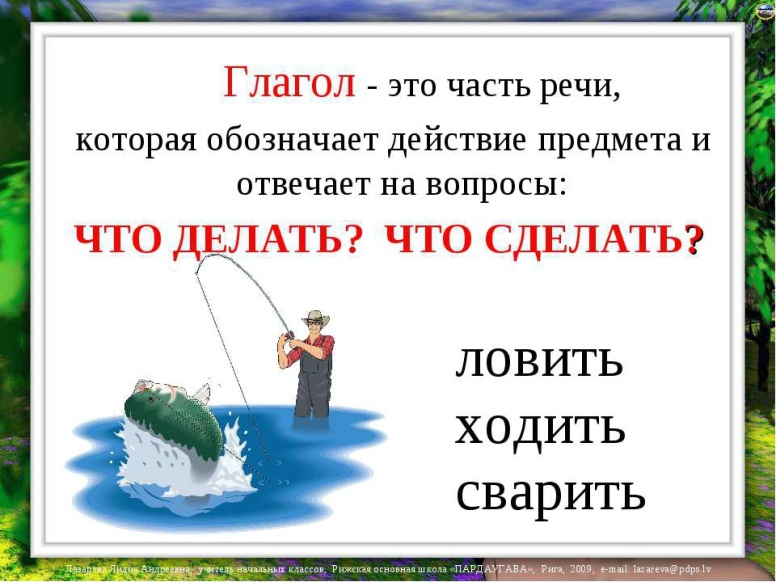 Глагол - это часть речи,
которая обозначает действие предмета и
отвечает на вопросы:
ЧТО ДЕЛАТЬ? ЧТО СДЕЛАТЬ?
ловить
ходить
сварить
Лазарева Лидия Андреевна, учитель начальных классов, Рижская основная школа «ПАРДАУГАВА», Рига, 2009, e-mail: lazareva@pdps.lv